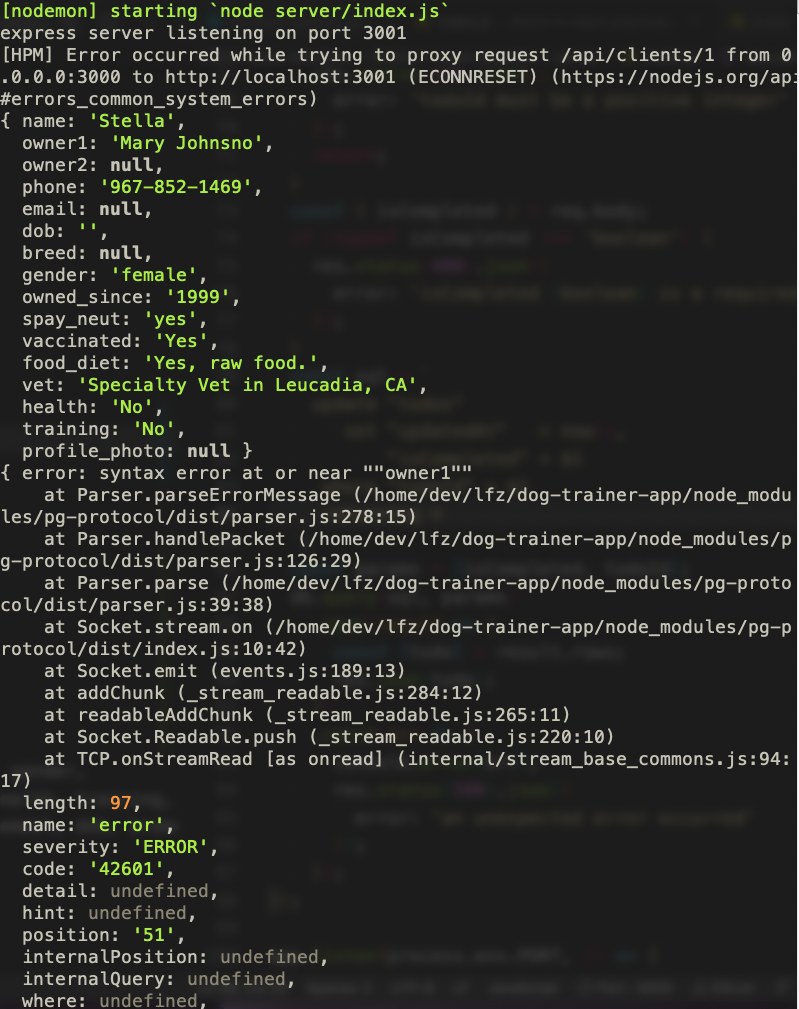 [nodemon] starting `node server/index.js`
express server listening on port 3001
[HPM] Error occurred while trying to proxy request /api/clients/1 from 0
.0.0.0:3000 to http://localhost:3001 (ECONNRESET) (https://nodejs.org/api
#errors_common_system_errors)
{ name: 'Stella',
  owner1: 'Mary Johnsno',
  owner2: null,
  phone: '967-852-1469',
  email: null,
  dob: '',
  breed: null,
  gender: 'female',
  owned_since: '1999',
  spay_neut: 'yes',
  vaccinated: 'Yes',
  food_diet: 'Yes, raw food.',
  vet: 'Specialty Vet in Leucadia, CA',
  health: 'No',
  training: 'No',
  profile_photo: null }
{ error: syntax error at or near ""owner1""
    at Parser.parseErrorMessage (/home/dev/lfz/dog-trainer-app/node_modu
les/pg-protocol/dist/parser.js:278:15)
    at Parser.handlePacket (/home/dev/lfz/dog-trainer-app/node_modules/p
g-protocol/dist/parser.js:126:29)
    at Parser.parse (/home/dev/lfz/dog-trainer-app/node_modules/pg-proto
col/dist/parser.js:39:38)
    at Socket.stream.on (/home/dev/lfz/dog-trainer-app/node_modules/pg-p
rotocol/dist/index.js:10:42)
    at Socket.emit (events.js:189:13)
    at addChunk (_stream_readable.js:284:12)
    at readableAddChunk (_stream_readable.js:265:11)
    at Socket.Readable.push (_stream_readable.js:220:10)
    at TCP.onStreamRead [as onread] (internal/stream_base_commons.js:94:
17)
  length: 97,
  name: 'error',
  severity: 'ERROR',
  code: '42601',
  detail: undefined,
  hint: undefined,
  position: '51',
  internalPosition: undefined,
  internalQuery: undefined,
  where: undefined,